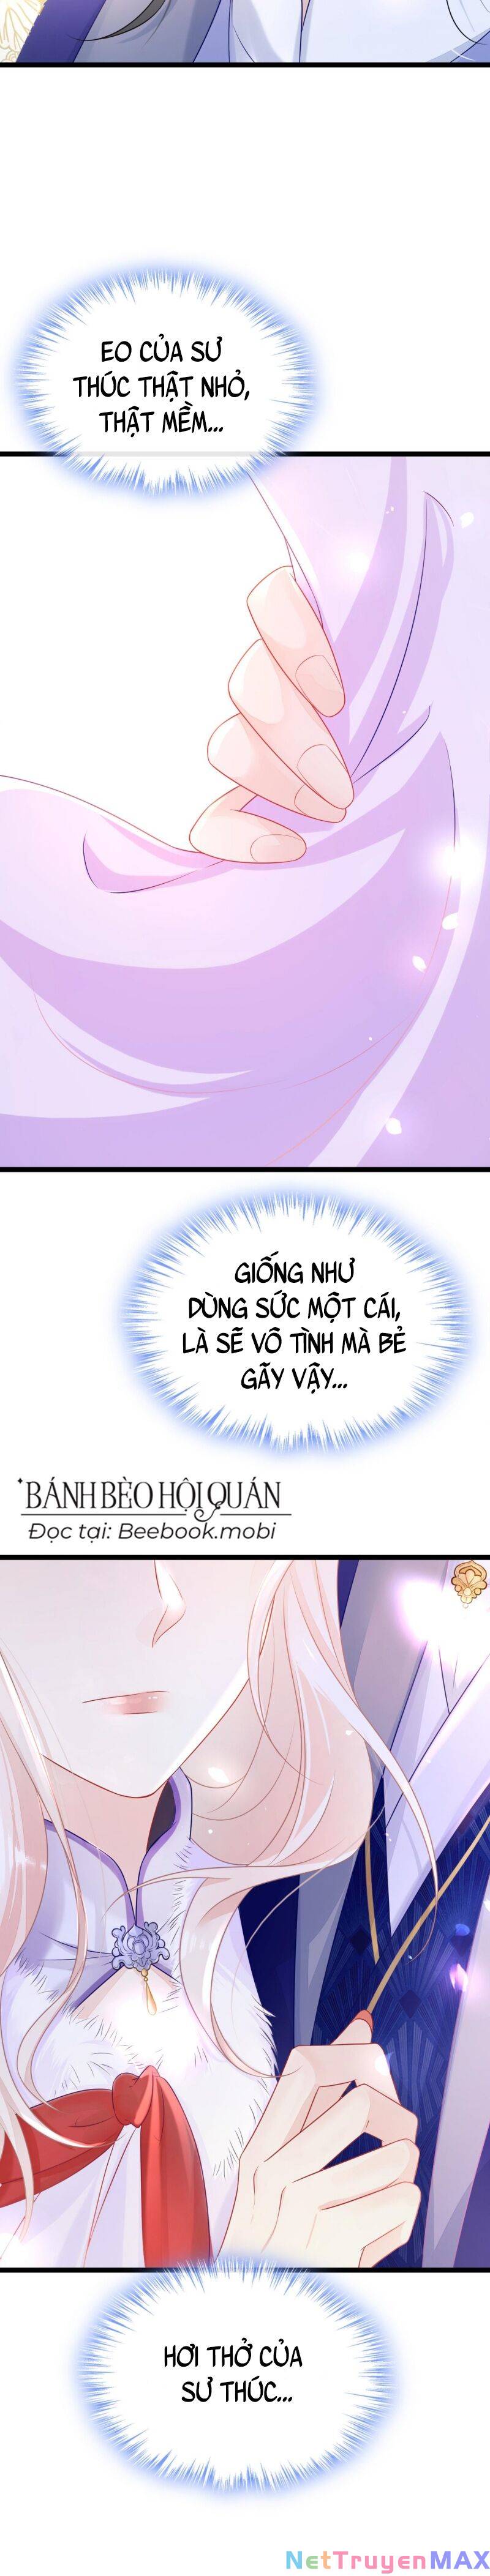 EO CỦA SƯ
THÚC THẬT NHỎ,
THẬT MỀM...
GIỐNG NHƯ
DÙNG SỨC MỘT CÁI,
LÀ SẼ VÔ TÌNH MÀ BẺ
GÃY VẬY...
BÁNH BÈO HỘI QUÁN
Đọc tại: Beebook.mobi
HƠI THỞ CỦA
SƯ THÚC...
NETTRUYENMAX